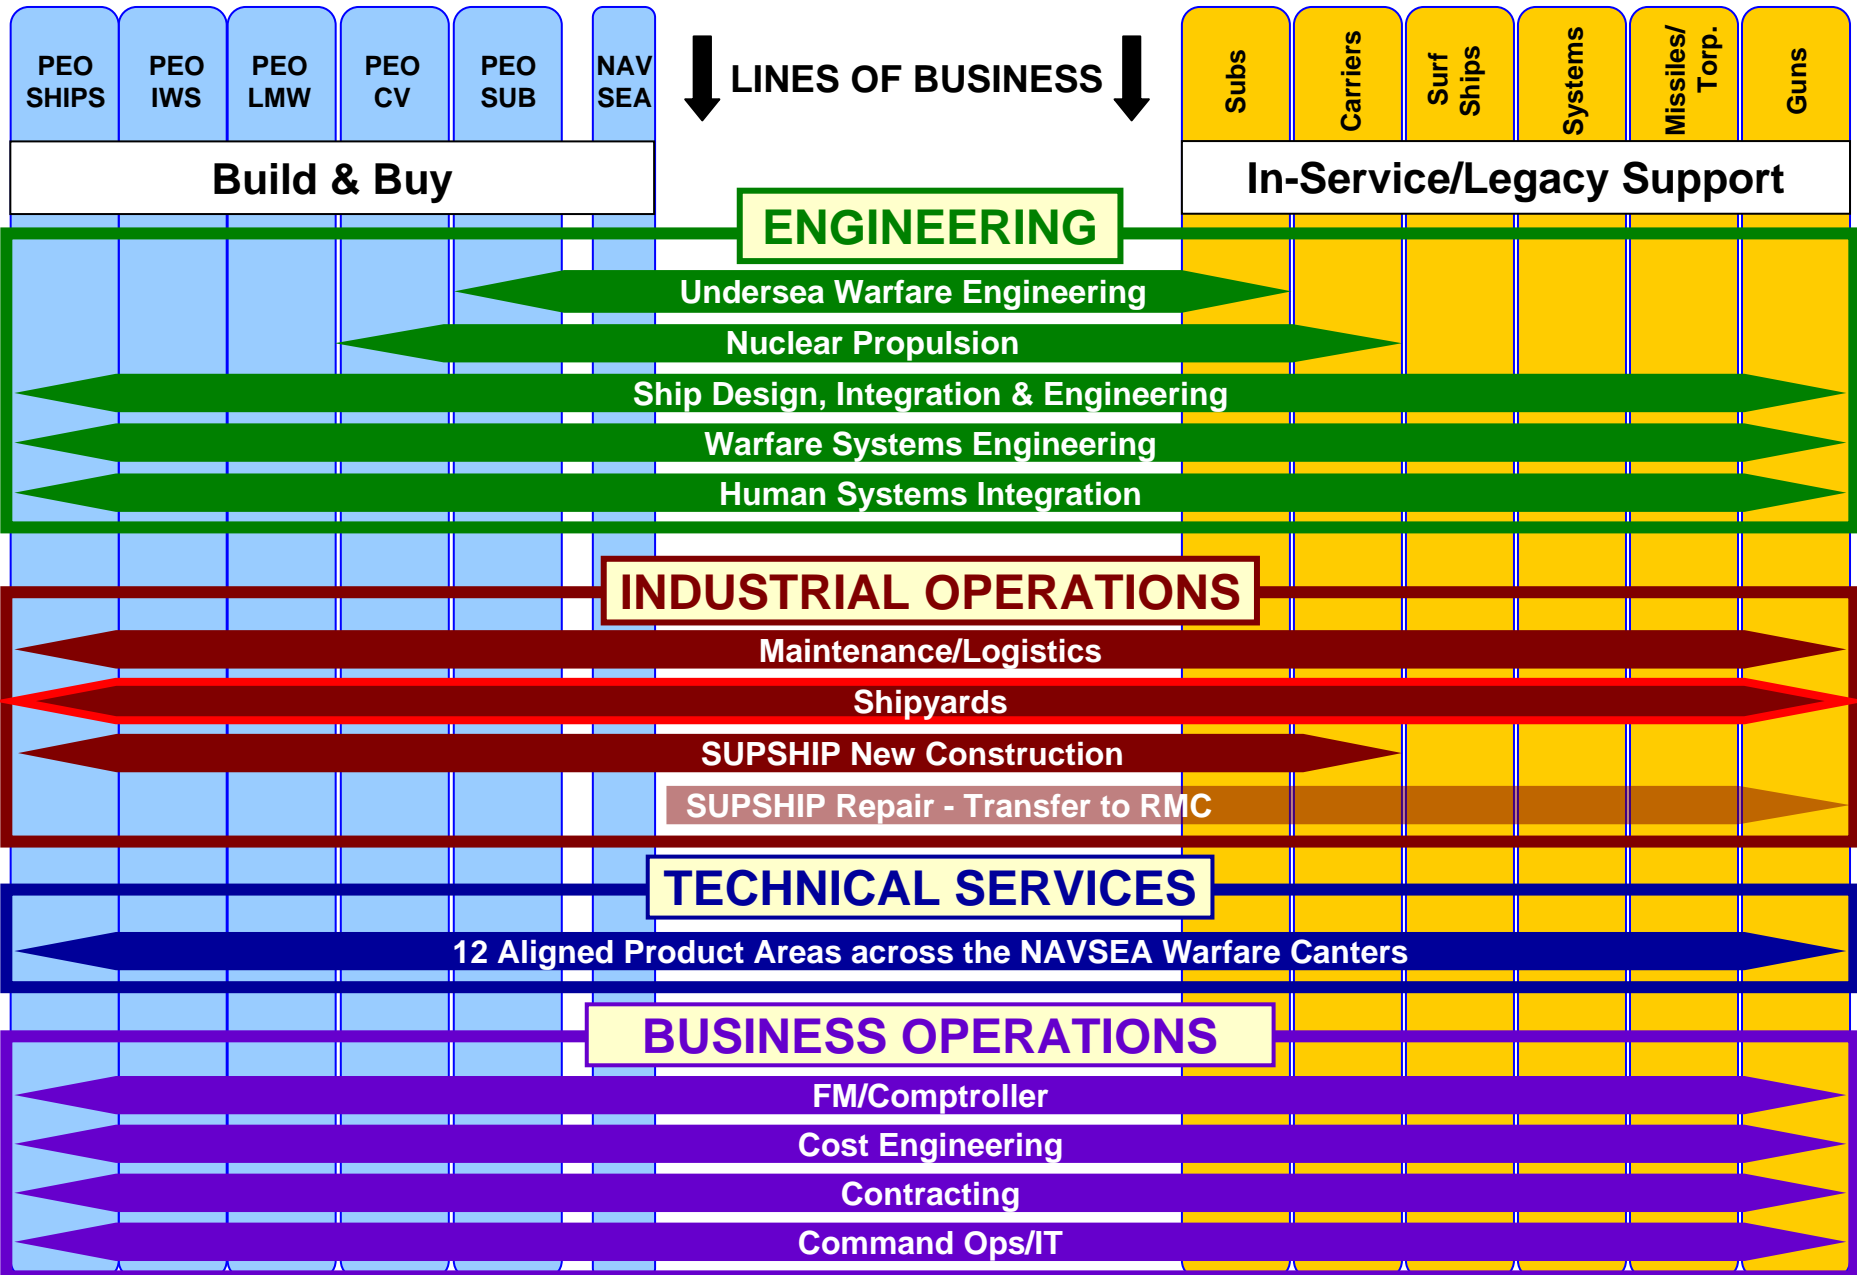 PEO
SHIPS
PEO
IWS
PEO
LMW
PEO
CV
PEO
SUB
NAV
SEA
LINES OF BUSINESS
Subs
Carriers
Surf
Ships
Systems
Missiles/
Torp.
Guns
Build & Buy
In-Service/Legacy Support
ENGINEERING
Undersea Warfare Engineering
Nuclear Propulsion
Ship Design, Integration & Engineering
Warfare Systems Engineering
Human Systems Integration
INDUSTRIAL OPERATIONS
Maintenance/Logistics
Shipyards
SUPSHIP New Construction
SUPSHIP Repair - Transfer to RMC
TECHNICAL SERVICES
12 Aligned Product Areas across the NAVSEA Warfare Canters
BUSINESS OPERATIONS
FM/Comptroller
Cost Engineering
Contracting
Command Ops/IT